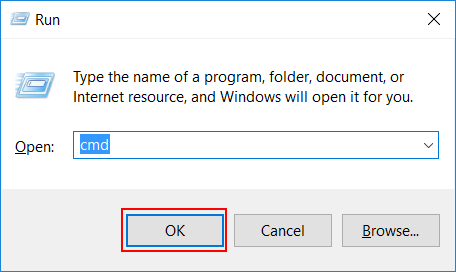 Run
Type the name of a program, folder, document, or
Internet resource, and Windows will open it for you.
Open: cmd
OK Cancel Browse...